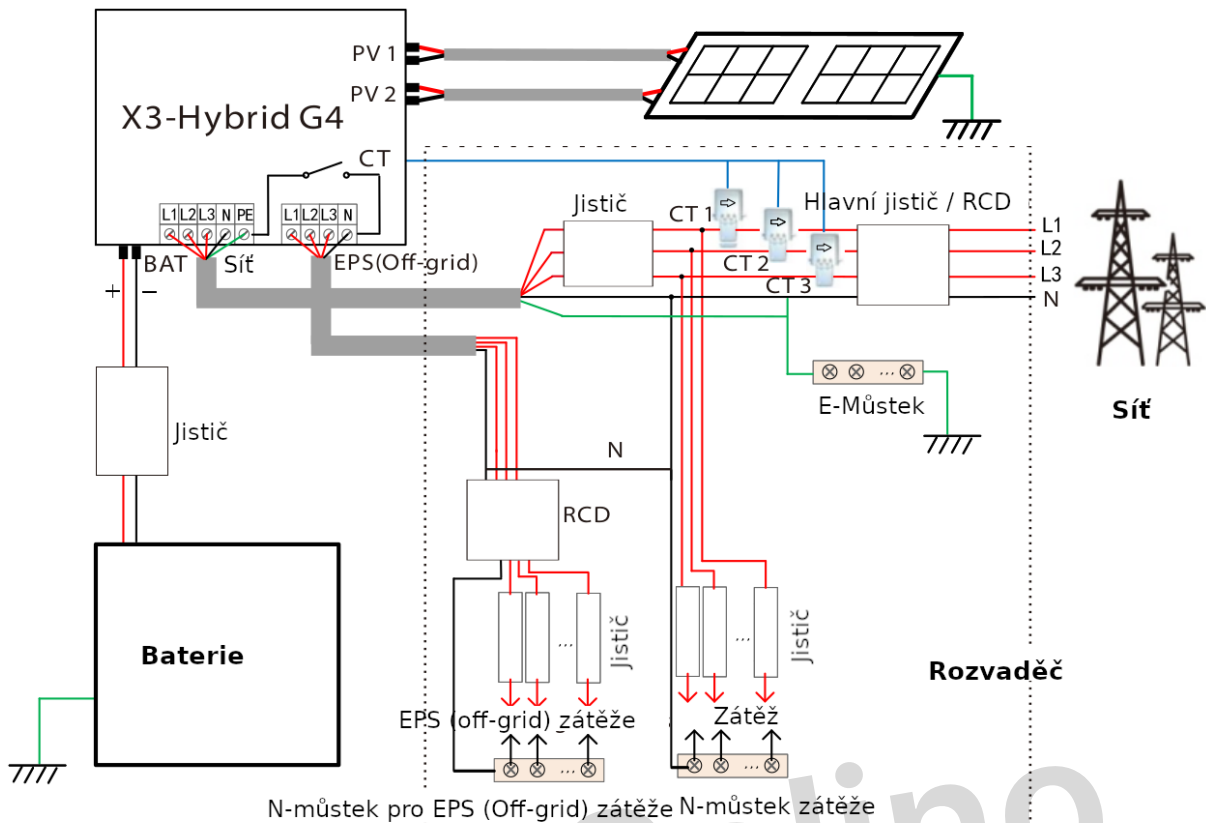 PV 1
PV 2
X3-Hybrid G4
CT
L1 L2 L3 N PE
L1 L2 L3 N
BAT
Síť
EPS(Off-grid)
+
−
Jistič
CT 1
CT 2
CT 3
Hlavní jistič / RCD
L1
L2
L3
N
E-Můstek
...
Síť
Jistič
N
RCD
Baterie
...
Jistič
...
Jistič
Rozvaděč
EPS (off-grid) zátěže
Zátěž
...
...
N-můstek pro EPS (Off-grid) zátěže
N-můstek zátěže